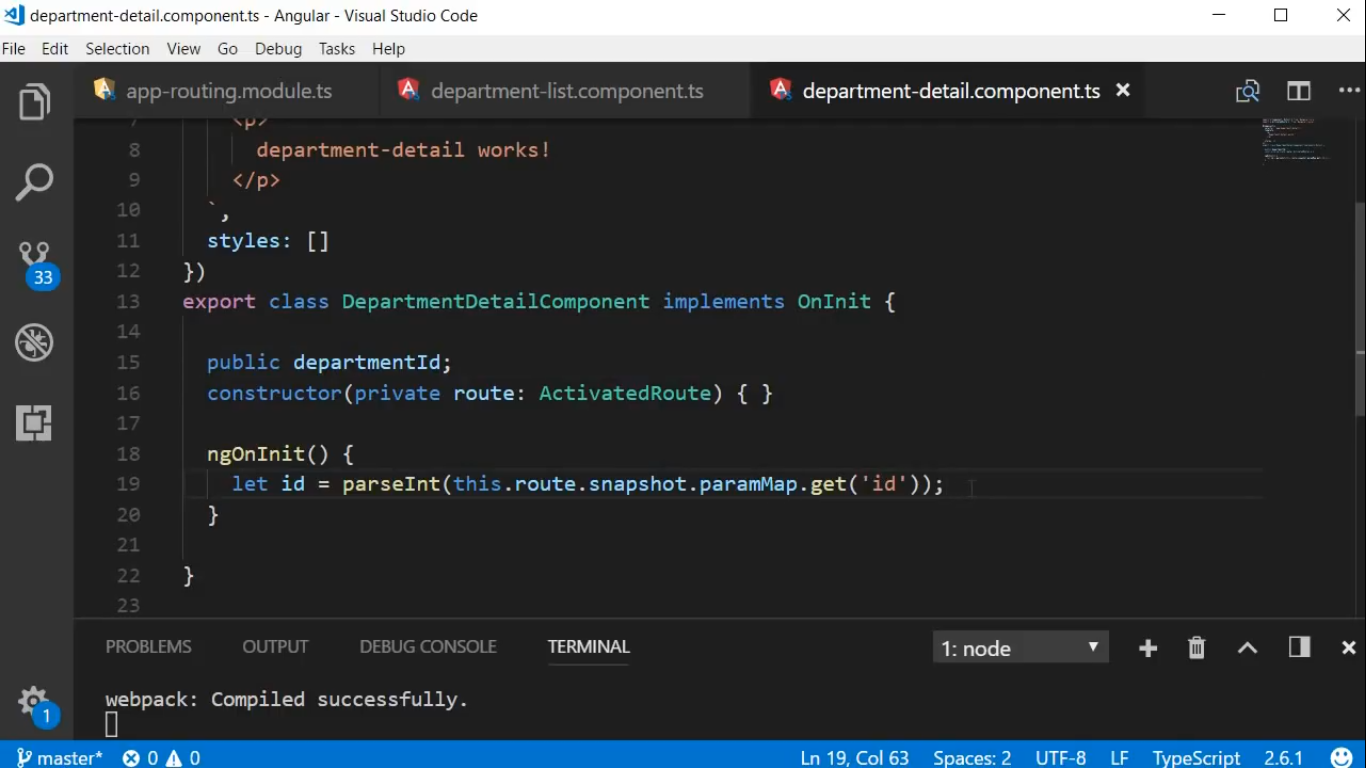 department-detail.component.ts - Angular - Visual Studio Code
File Edit Selection View Go Debug Tasks Help
app-routing.module.ts department-list.component.ts department-detail.component.ts
7 <p>
8 department-detail works!
9 </p>
10 `,
11 styles: []
12 })
13 export class DepartmentDetailComponent implements OnInit {
14
15 public departmentId;
16 constructor(private route: ActivatedRoute) { }
17
18 ngOnInit() {
19 let id = parseInt(this.route.snapshot.paramMap.get('id'));
20 }
21
22 }
23
33
1
PROBLEMS OUTPUT DEBUG CONSOLE TERMINAL 1: node
webpack: Compiled successfully.
master* 0 0 Ln 19, Col 63 Spaces: 2 UTF-8 LF TypeScript 2.6.1